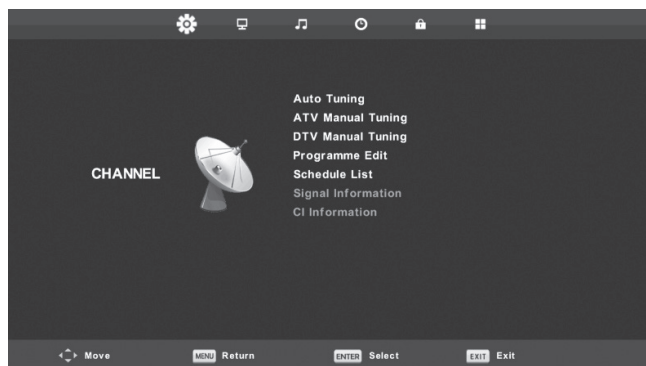 CHANNEL
Auto Tuning
ATV Manual Tuning
DTV Manual Tuning
Programme Edit
Schedule List
Signal Information
CI Information
Move MENU Return ENTER Select EXIT Exit